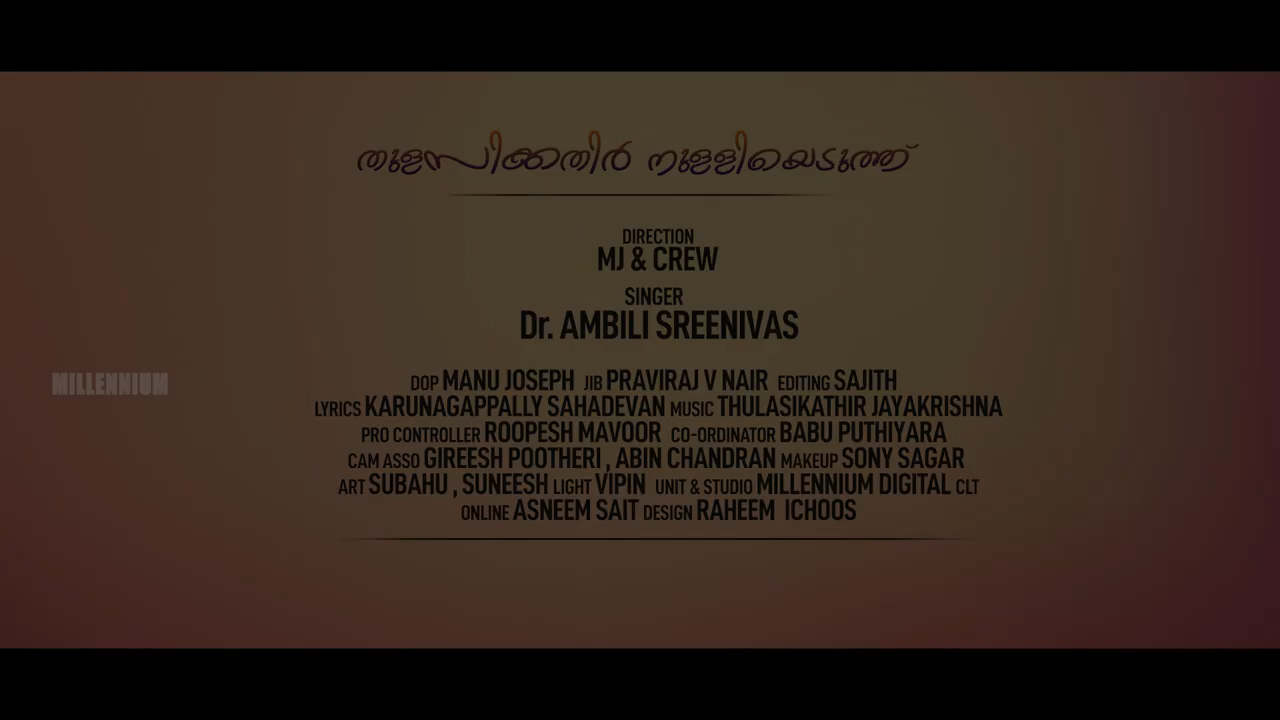 തുളസിക്കതിർ നുള്ളിയെടുത്ത്
DIRECTION
MJ & CREW
SINGER
Dr. AMBILI SREENIVAS
DOP MANU JOSEPH JIB PRAVIRAJ V NAIR EDITING SAJITH
MILLENNIUM
LYRICS KARUNAGAPPALLY SAHADEVAN MUSIC THULASIKATHIR JAYAKRISHNA
PRO CONTROLLER ROOPESH MAVOOR CO-ORDINATOR BABU PUTHIYARA
CAM ASSO GIREESH POOTHERI , ABIN CHANDRAN MAKEUP SONY SAGAR
ART SUBAHU , SUNEESH LIGHT VIPIN UNIT & STUDIO MILLENNIUM DIGITAL CLT
ONLINE ASNEEM SAIT DESIGN RAHEEM ICHOOS